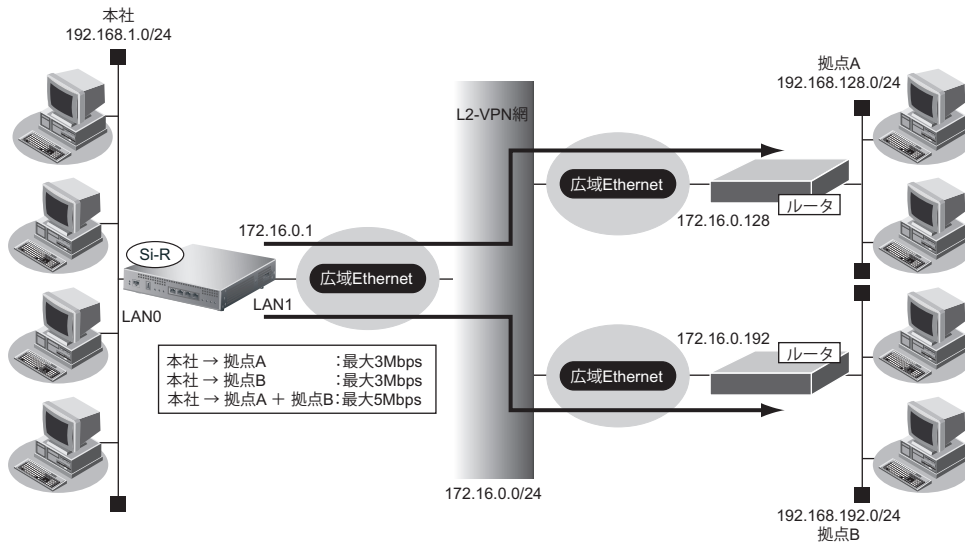 本社
192.168.1.0/24
拠点A
192.168.128.0/24
L2-VPN網
広域Ethernet
172.16.0.128
ルータ
172.16.0.1
Si-R
広域Ethernet
LAN0
LAN1
172.16.0.192
ルータ
広域Ethernet
本社 → 拠点A :最大3Mbps
本社 → 拠点B :最大3Mbps
本社 → 拠点A + 拠点B:最大5Mbps
172.16.0.0/24
192.168.192.0/24
拠点B